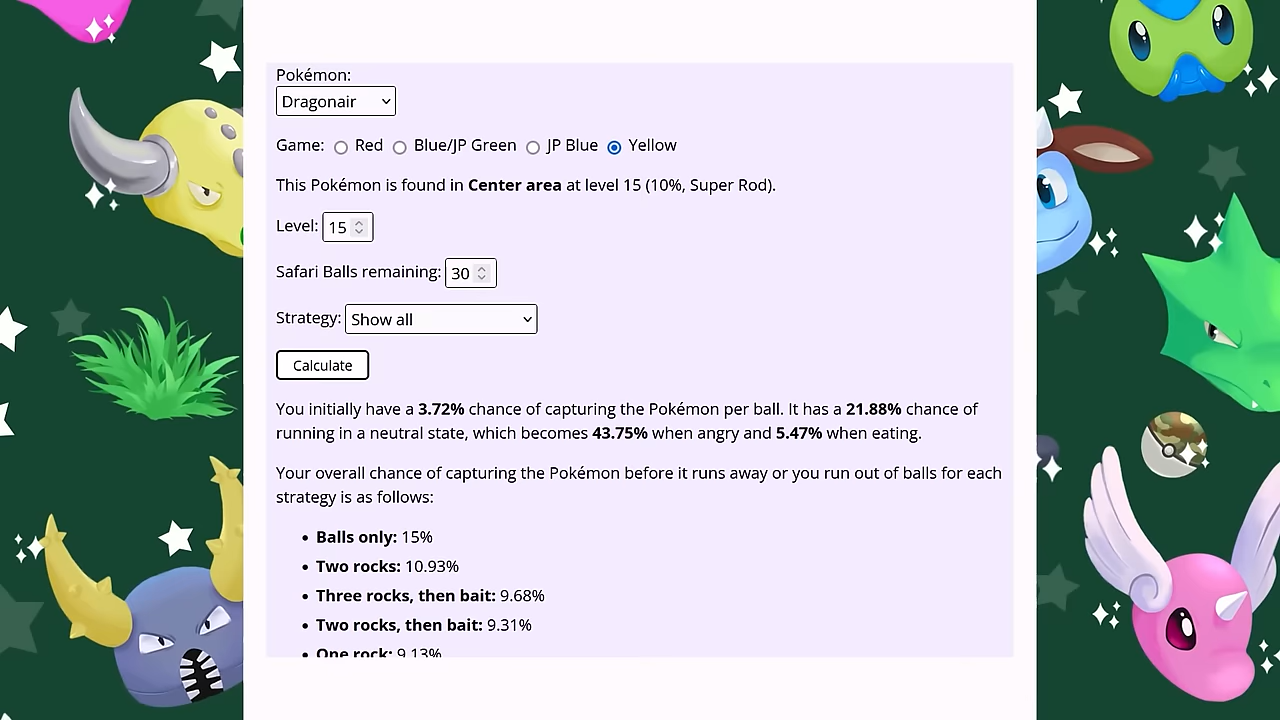 Pokémon:
Dragonair
Game: Red Blue/JP Green JP Blue Yellow
This Pokémon is found in Center area at level 15 (10%, Super Rod).
Level: 15
Safari Balls remaining: 30
Strategy: Show all
Calculate
You initially have a 3.72% chance of capturing the Pokémon per ball. It has a 21.88% chance of
running in a neutral state, which becomes 43.75% when angry and 5.47% when eating.
Your overall chance of capturing the Pokémon before it runs away or you run out of balls for each
strategy is as follows:
• Balls only: 15%
• Two rocks: 10.93%
• Three rocks, then bait: 9.68%
• Two rocks, then bait: 9.31%
• One rock: 9.13%